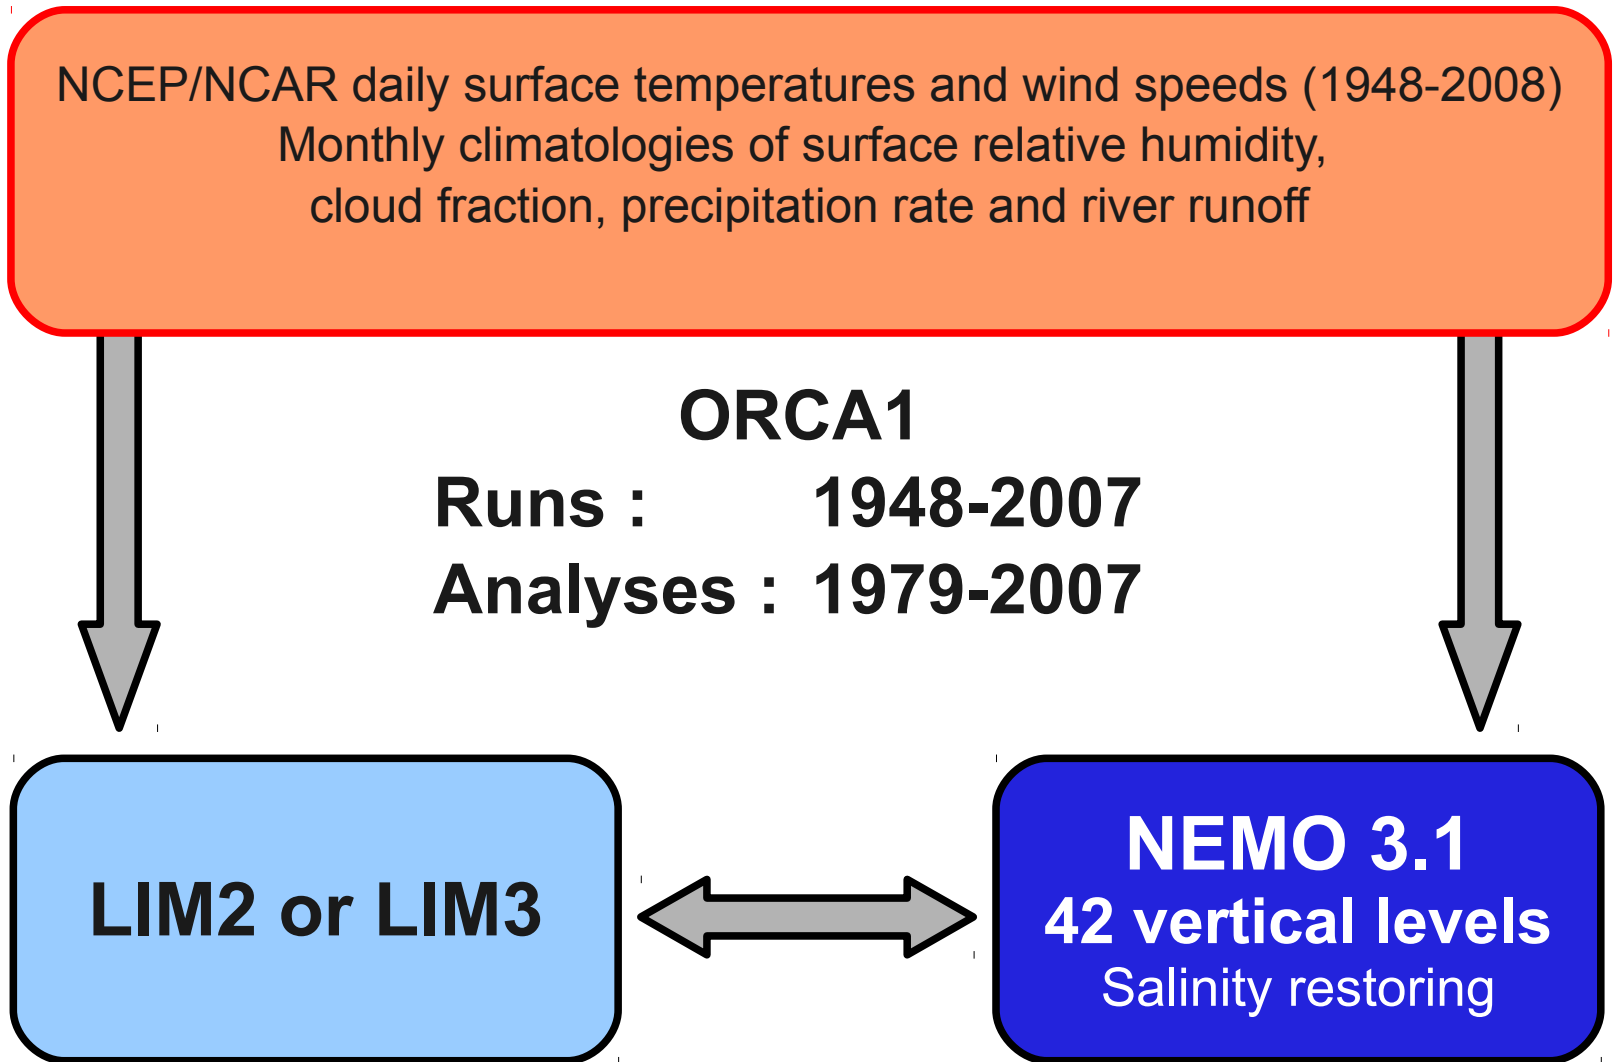 NCEP/NCAR daily surface temperatures and wind speeds (1948-2008)
Monthly climatologies of surface relative humidity,
cloud fraction, precipitation rate and river runoff
ORCA1
Runs : 1948-2007
Analyses : 1979-2007
LIM2 or LIM3
NEMO 3.1
42 vertical levels
Salinity restoring